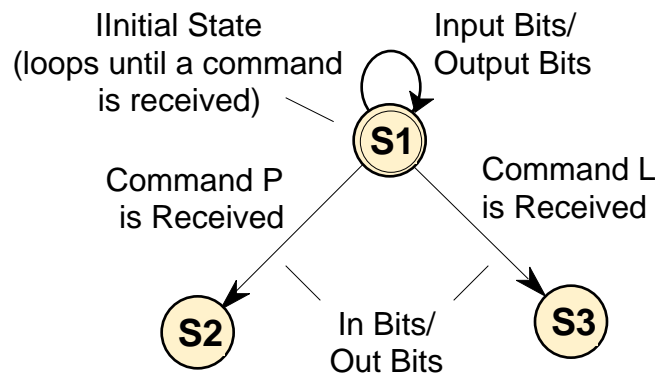 IInitial State
(loops until a command
is received)
Input Bits/
Output Bits
S1
Command P
is Received
Command L
is Received
S2
In Bits/
Out Bits
S3